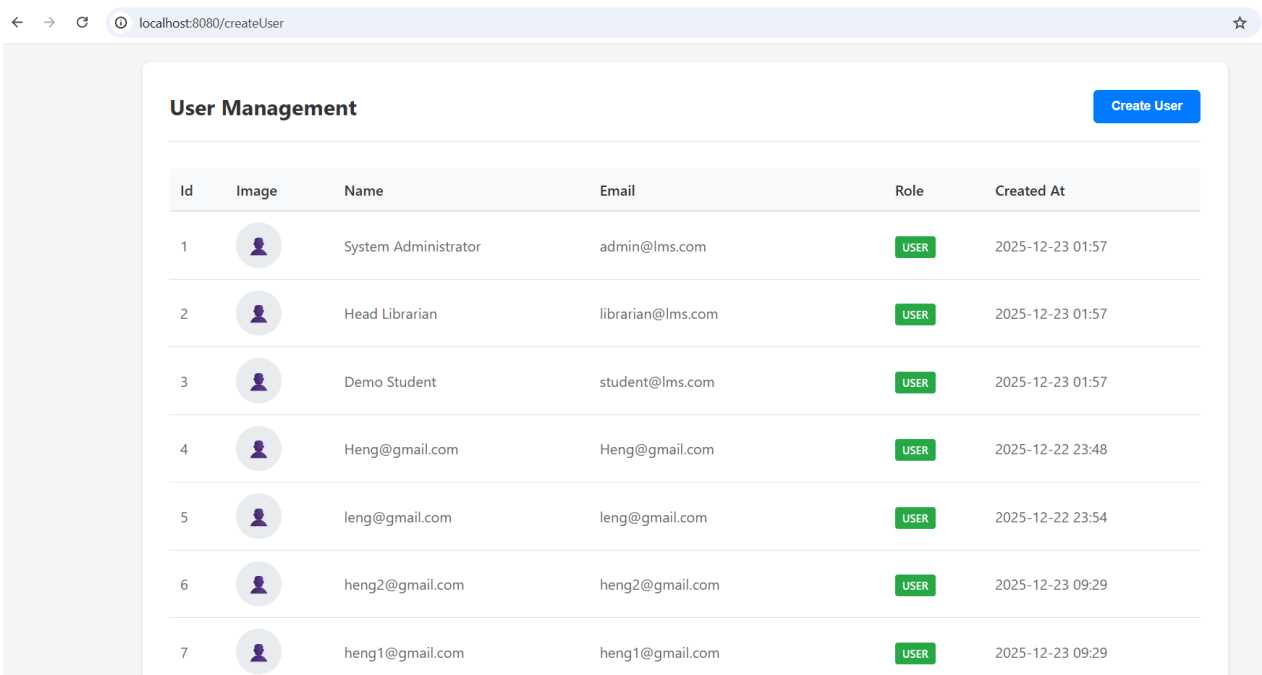 localhost:8080/createUser
User Management
Create User
Id Image Name Email Role Created At
1 System Administrator admin@lms.com USER 2025-12-23 01:57
2 Head Librarian librarian@lms.com USER 2025-12-23 01:57
3 Demo Student student@lms.com USER 2025-12-23 01:57
4 Heng@gmail.com Heng@gmail.com USER 2025-12-22 23:48
5 leng@gmail.com leng@gmail.com USER 2025-12-22 23:54
6 heng2@gmail.com heng2@gmail.com USER 2025-12-23 09:29
7 heng1@gmail.com heng1@gmail.com USER 2025-12-23 09:29